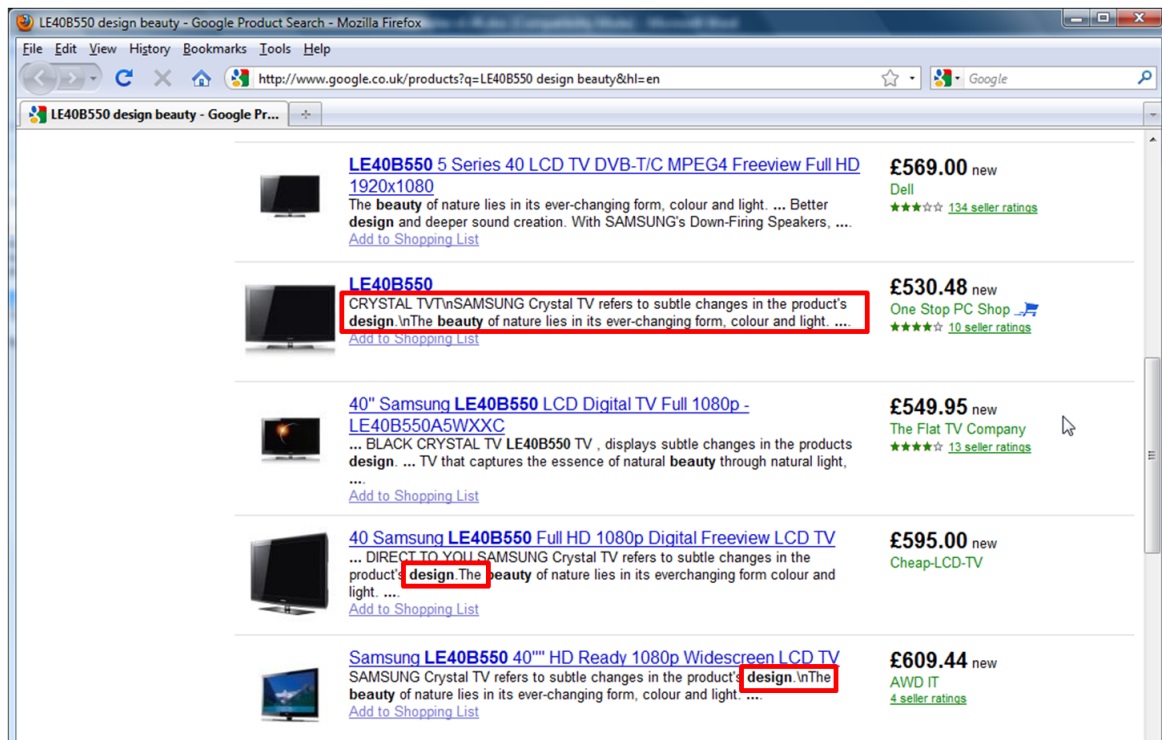 LE40B550 design beauty - Google Product Search - Mozilla Firefox
File Edit View History Bookmarks Tools Help
http://www.google.co.uk/products?q=LE40B550 design beauty&hl=en
Google
LE40B550 design beauty - Google Pr...
LE40B550 5 Series 40 LCD TV DVB-T/C MPEG4 Freeview Full HD
1920x1080
The beauty of nature lies in its ever-changing form, colour and light. ... Better
design and deeper sound creation. With SAMSUNG's Down-Firing Speakers, ....
Add to Shopping List
£569.00 new
Dell
134 seller ratings
LE40B550
CRYSTAL TVT\nSAMSUNG Crystal TV refers to subtle changes in the product's
design.\nThe beauty of nature lies in its ever-changing form, colour and light. ....
Add to Shopping List
£530.48 new
One Stop PC Shop
10 seller ratings
40" Samsung LE40B550 LCD Digital TV Full 1080p -
LE40B550A5WXXC
... BLACK CRYSTAL TV LE40B550 TV , displays subtle changes in the products
design. ... TV that captures the essence of natural beauty through natural light,
....
Add to Shopping List
£549.95 new
The Flat TV Company
13 seller ratings
40 Samsung LE40B550 Full HD 1080p Digital Freeview LCD TV
... DIRECT TO YOU SAMSUNG Crystal TV refers to subtle changes in the
product's design.The beauty of nature lies in its everchanging form colour and
light. ....
Add to Shopping List
£595.00 new
Cheap-LCD-TV
Samsung LE40B550 40"" HD Ready 1080p Widescreen LCD TV
SAMSUNG Crystal TV refers to subtle changes in the product's design.\nThe
beauty of nature lies in its ever-changing form, colour and light. ....
Add to Shopping List
£609.44 new
AWD IT
4 seller ratings